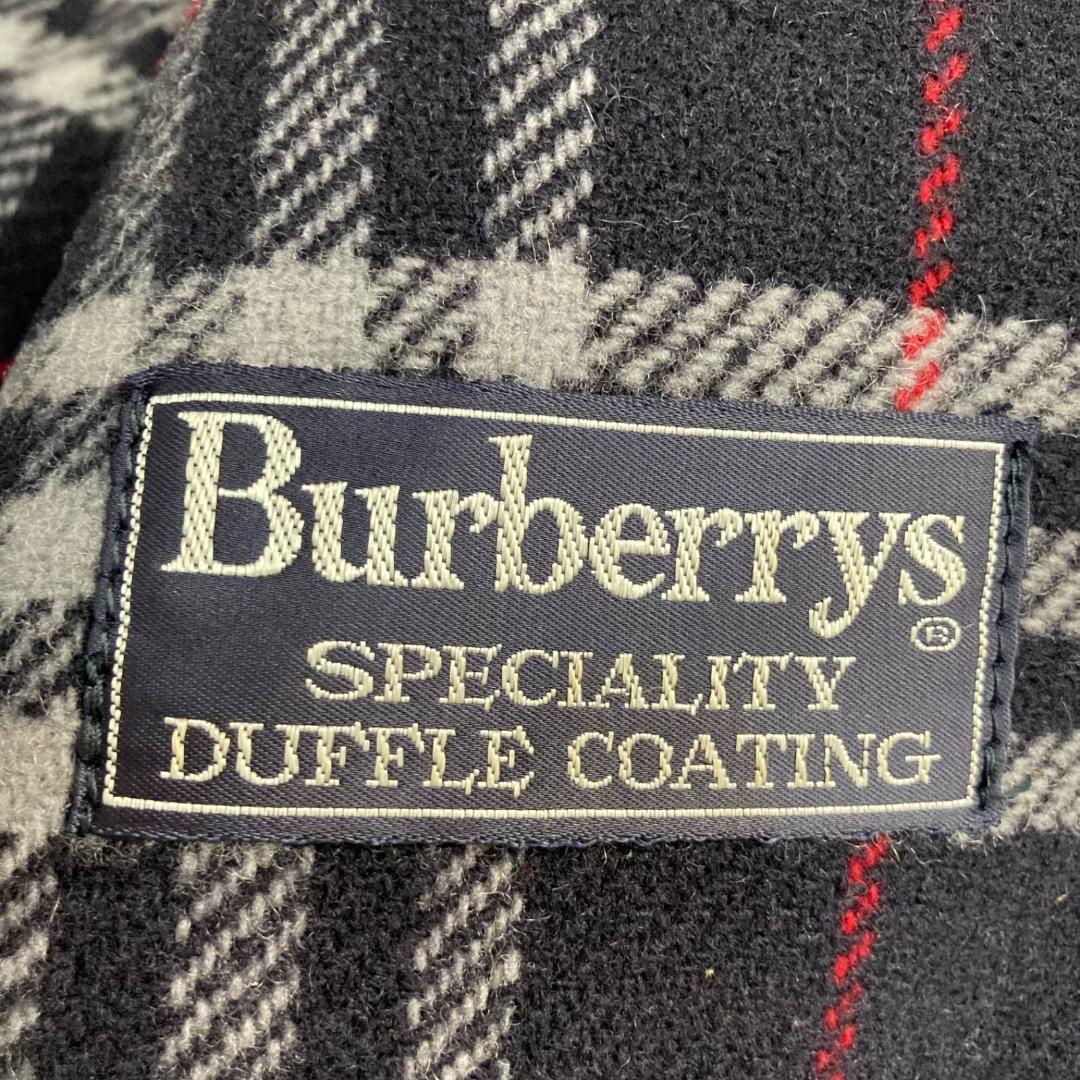 Burberrys®
SPECIALITY
DUFFLE COATING